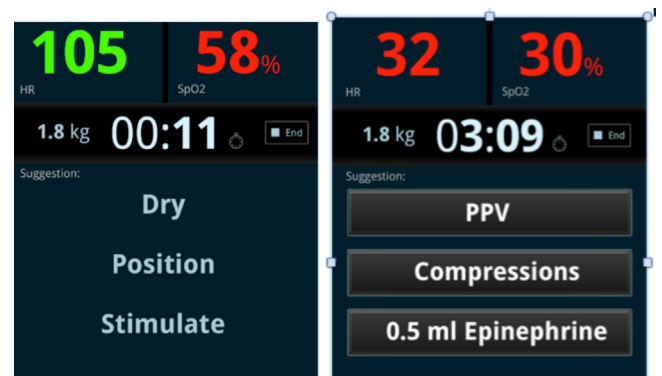 105
58%
HR
SpO2
1.8 kg 00:11 End
Suggestion:
Dry
Position
Stimulate
32
30%
HR
SpO2
1.8 kg 03:09 End
Suggestion:
PPV
Compressions
0.5 ml Epinephrine